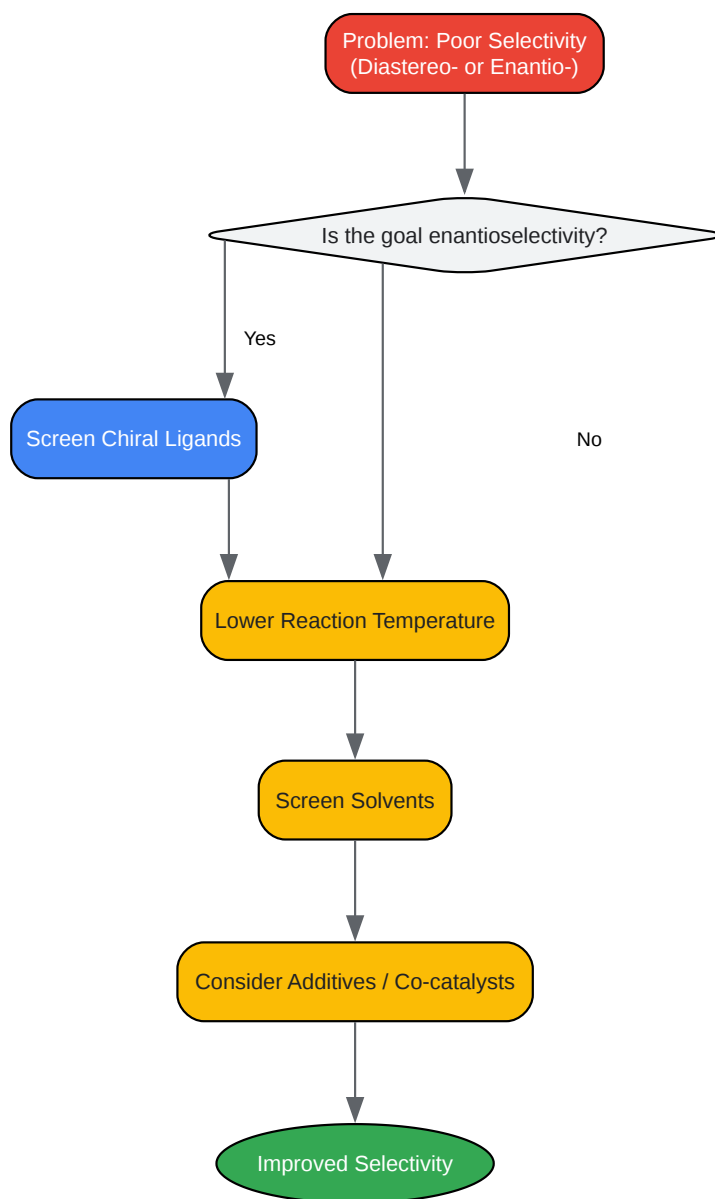 Problem: Poor Selectivity
(Diastereo- or Enantio-)
Is the goal enantioselectivity?
Yes
Screen Chiral Ligands
No
Lower Reaction Temperature
Screen Solvents
Consider Additives / Co-catalysts
Improved Selectivity